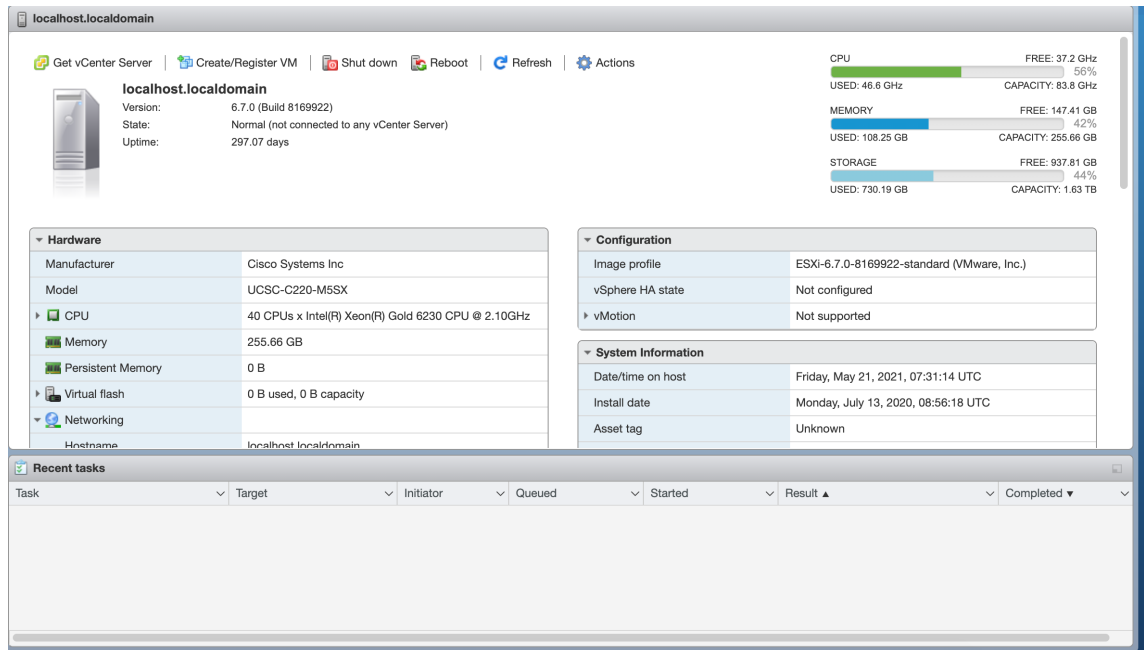 localhost.localdomain
Get vCenter Server Create/Register VM Shut down Reboot Refresh Actions
localhost.localdomain
Version: 6.7.0 (Build 8169922)
State: Normal (not connected to any vCenter Server)
Uptime: 297.07 days
CPU FREE: 37.2 GHz
56%
USED: 46.6 GHz CAPACITY: 83.8 GHz
MEMORY FREE: 147.41 GB
42%
USED: 108.25 GB CAPACITY: 255.66 GB
STORAGE FREE: 937.81 GB
44%
USED: 730.19 GB CAPACITY: 1.63 TB
Hardware
Manufacturer Cisco Systems Inc
Model UCSC-C220-M5SX
CPU 40 CPUs x Intel(R) Xeon(R) Gold 6230 CPU @ 2.10GHz
Memory 255.66 GB
Persistent Memory 0 B
Virtual flash 0 B used, 0 B capacity
Networking
Hostname localhost.localdomain
Configuration
Image profile ESXi-6.7.0-8169922-standard (VMware, Inc.)
vSphere HA state Not configured
vMotion Not supported
System Information
Date/time on host Friday, May 21, 2021, 07:31:14 UTC
Install date Monday, July 13, 2020, 08:56:18 UTC
Asset tag Unknown
Recent tasks
Task Target Initiator Queued Started Result ▲ Completed ▼